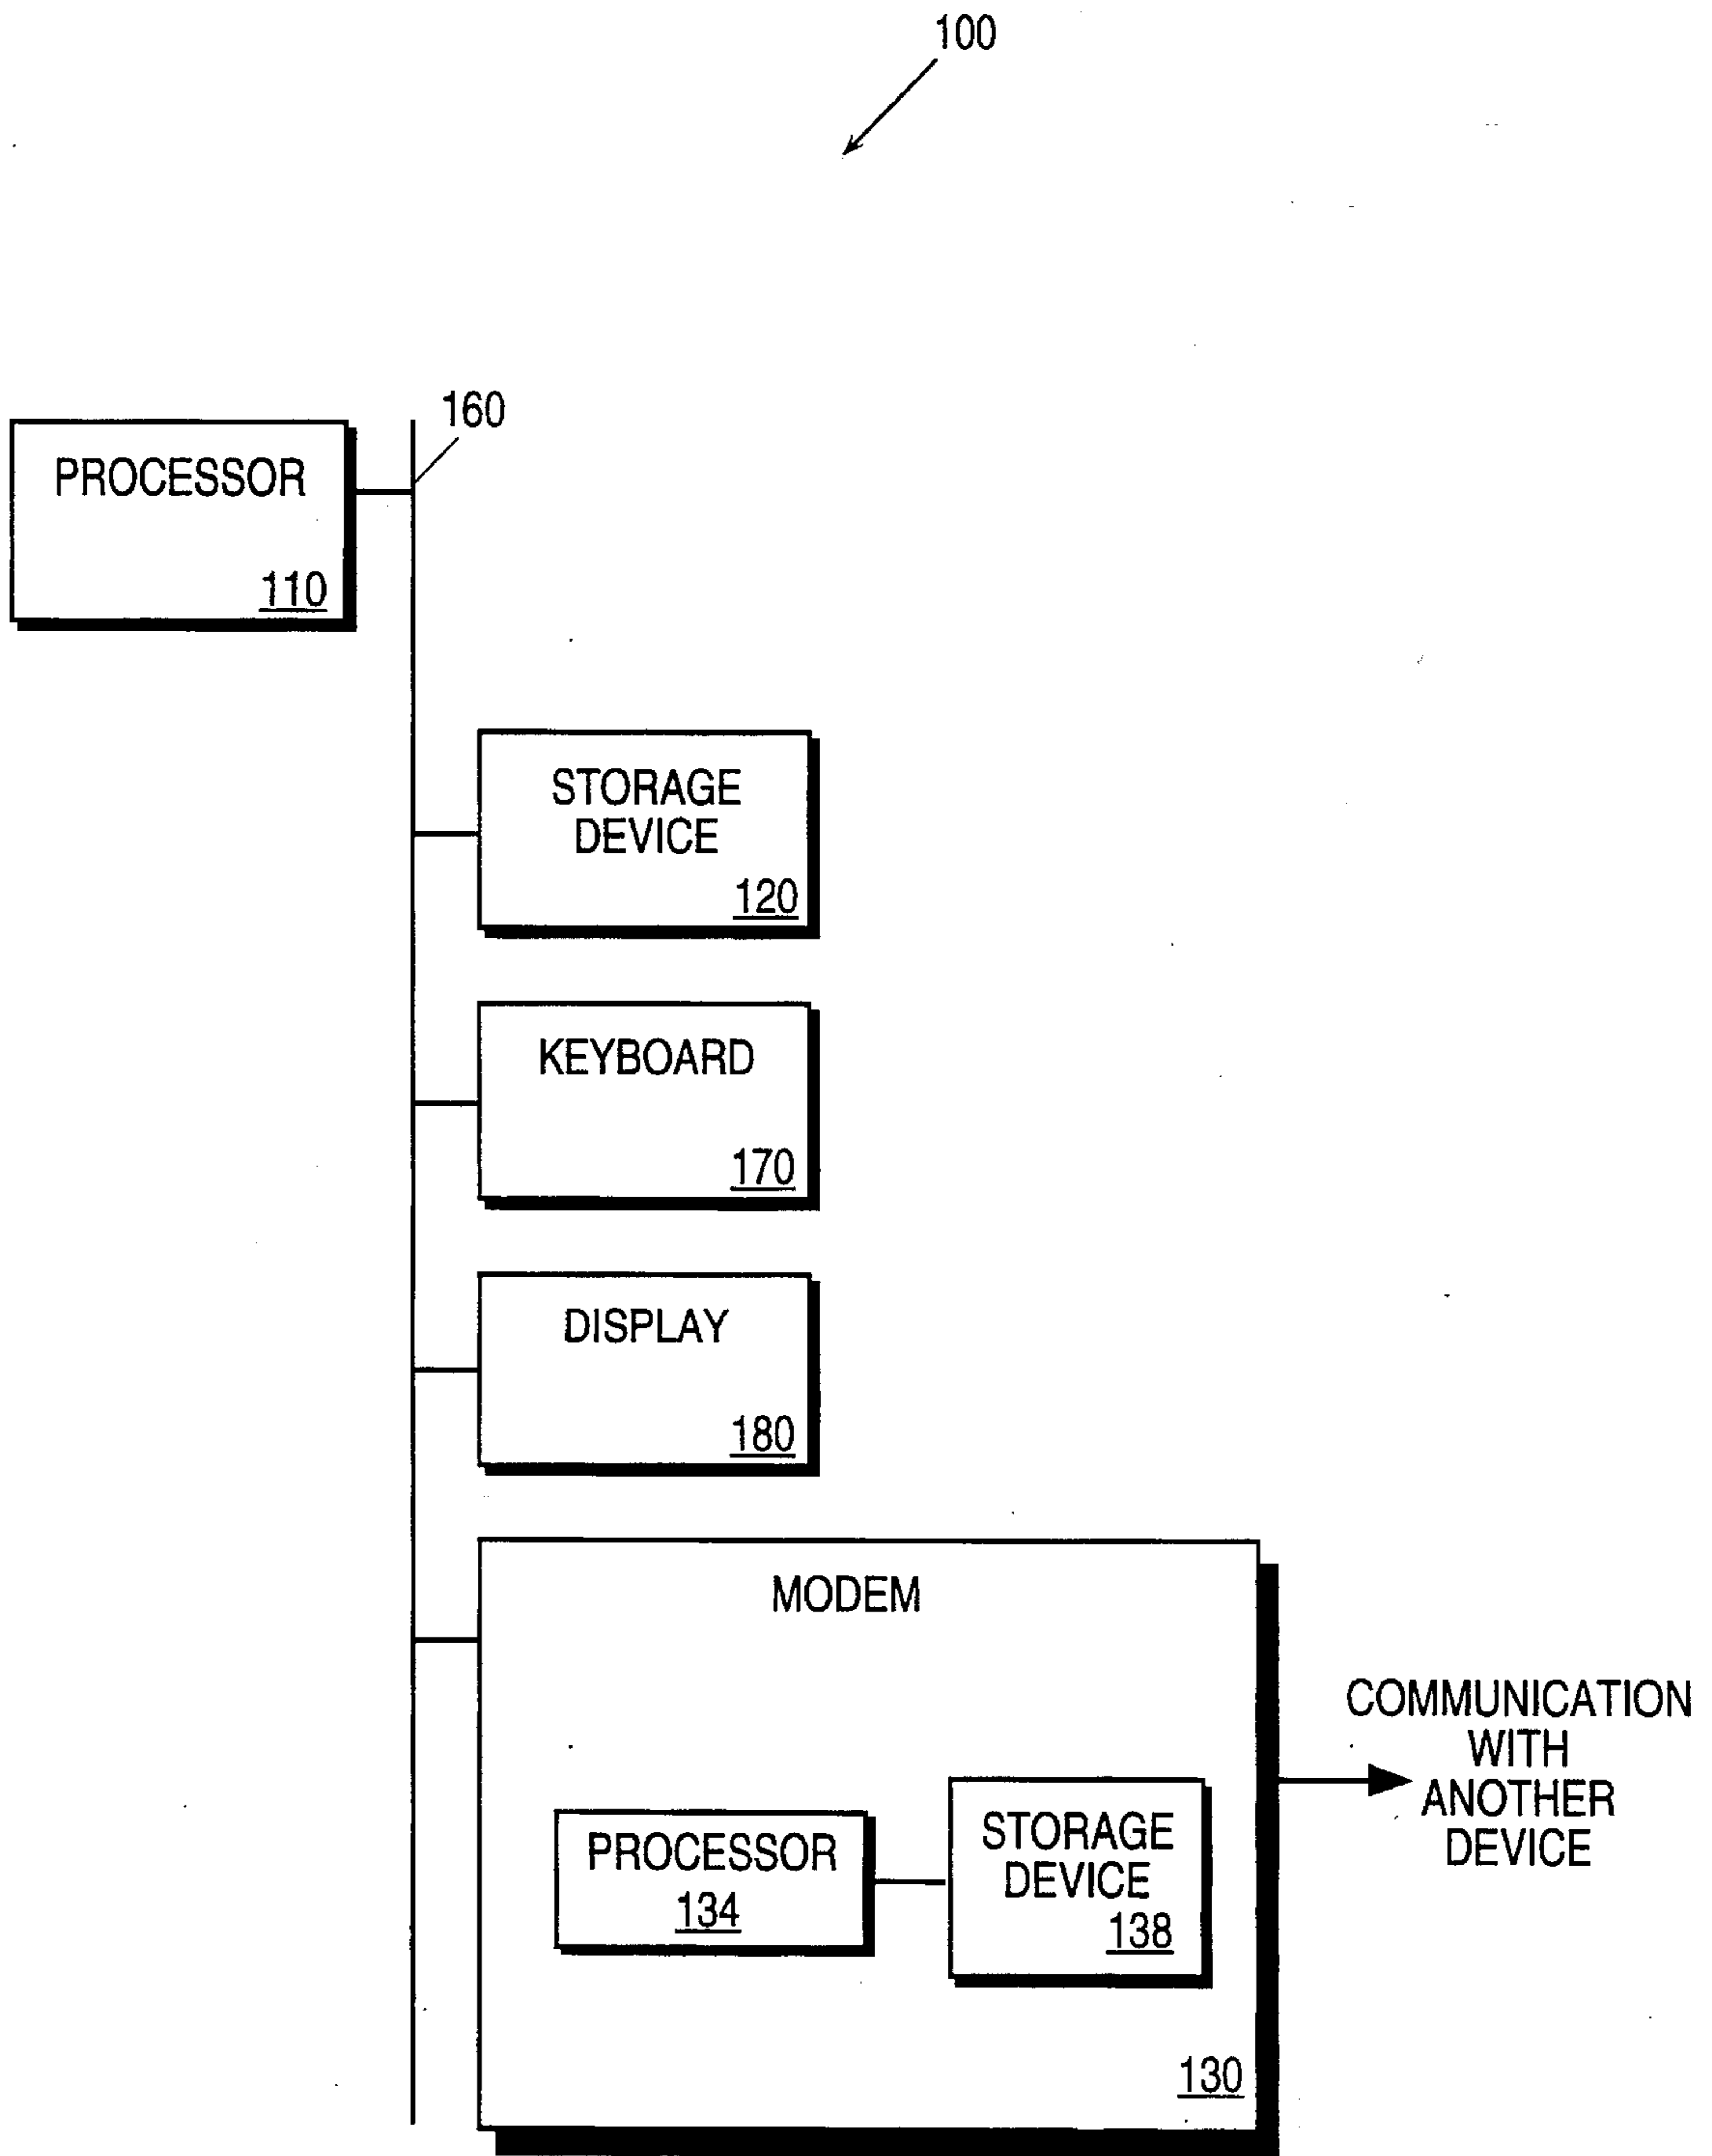 100
160
PROCESSOR
110
STORAGE
DEVICE
120
KEYBOARD
170
DISPLAY
180
MODEM
COMMUNICATION
WITH
ANOTHER
DEVICE
PROCESSOR
134
STORAGE
DEVICE
138
130